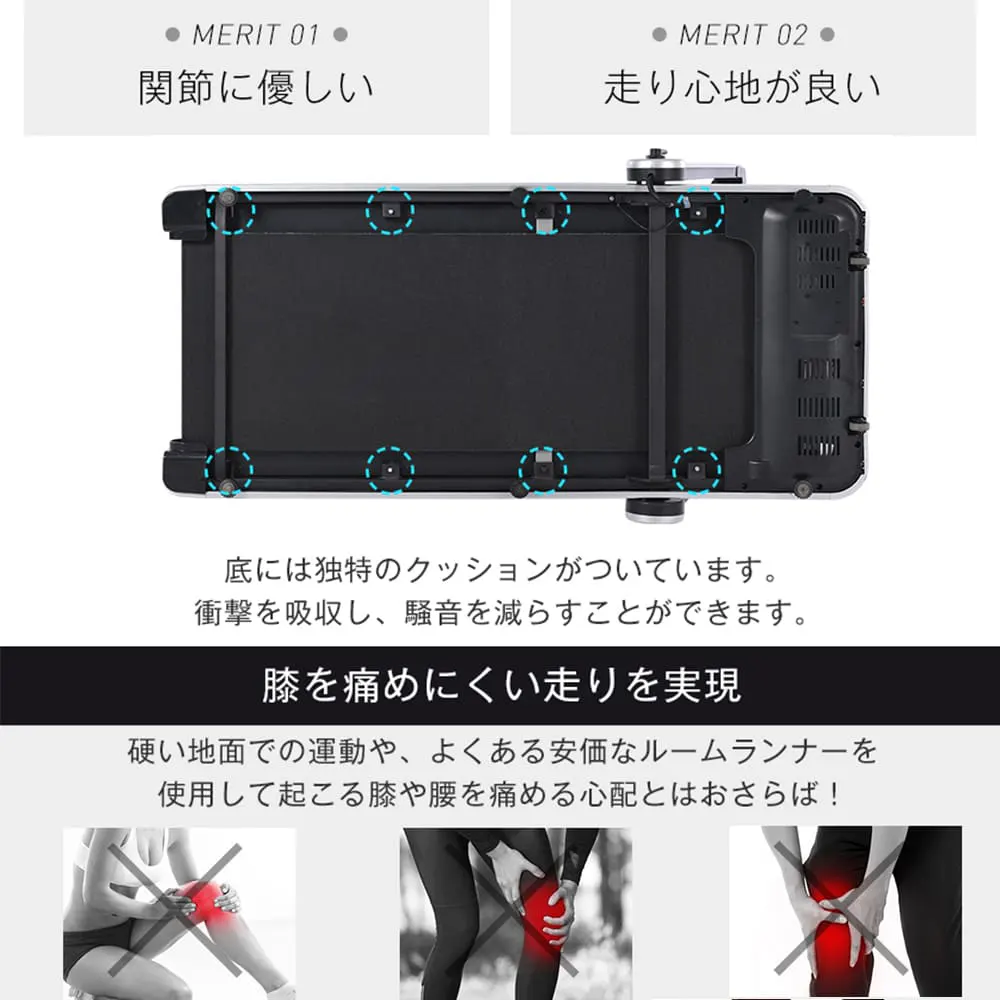 MERIT 01
関節に優しい
MERIT 02
走り心地が良い
底には独特のクッションがついています。
衝撃を吸収し、騒音を減らすことができます。
膝を痛めにくい走りを実現
硬い地面での運動や、よくある安価なルームランナーを
使用して起こる膝や腰を痛める心配とはおさらば！